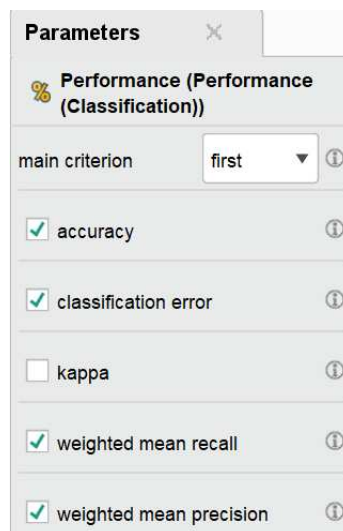 Parameters
Performance (Performance
(Classification))
main criterion first
accuracy
classification error
kappa
weighted mean recall
weighted mean precision